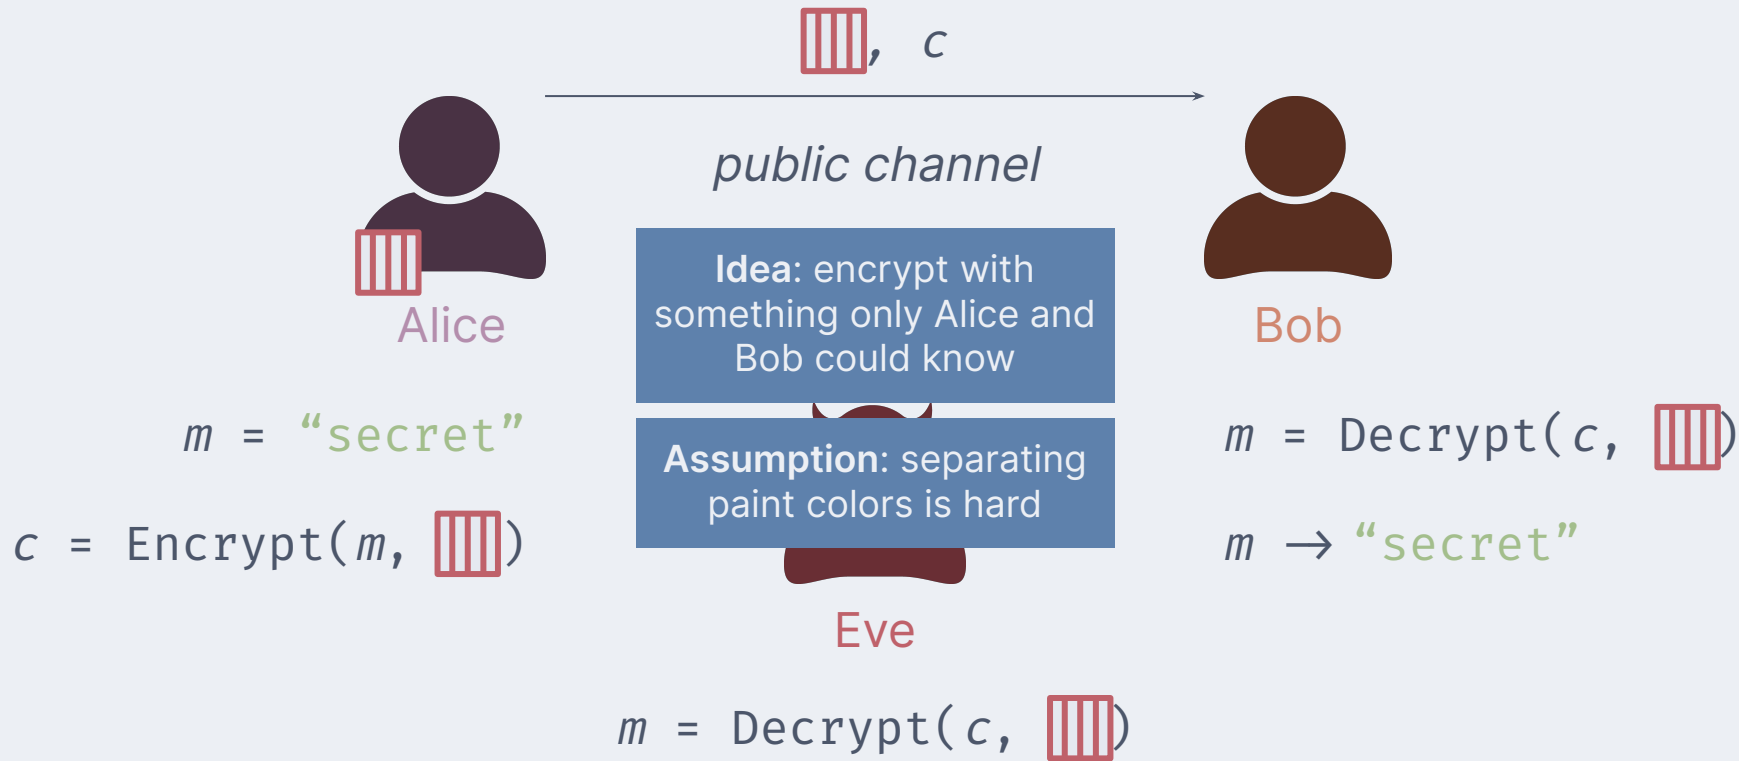 , c
public channel
Idea: encrypt with
something only Alice and
Bob could know
Alice
Bob
m = “secret”
Assumption: separating
paint colors is hard
m = Decrypt(c, )
c = Encrypt(m, )
m → “secret”
Eve
m = Decrypt(c, )